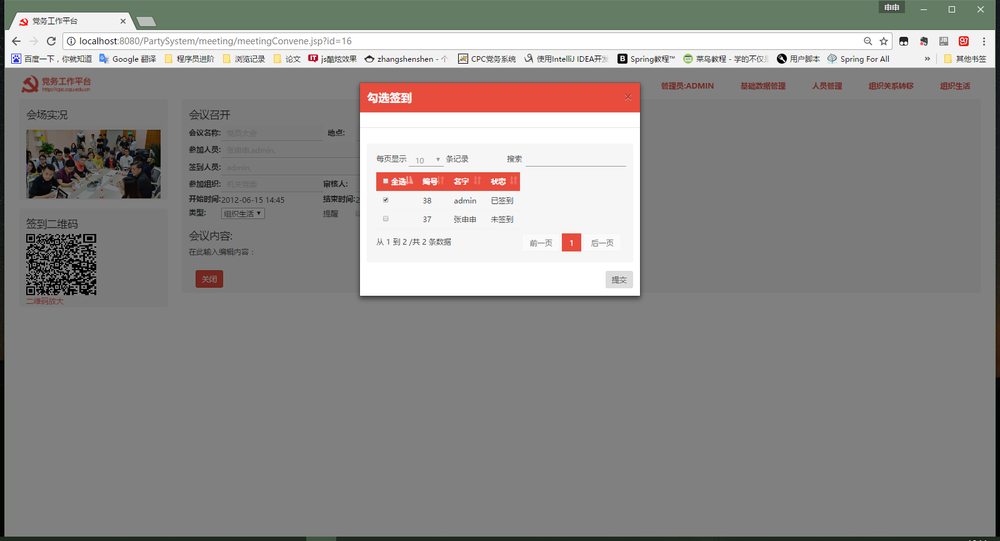 申申
党务工作平台
localhost:8080/PartySystem/meeting/meetingConvene.jsp?id=16
百度一下，你就知道 Google 翻译 程序员进阶 浏览记录 论文 js酷炫效果 zhangshenshen - 个 CPC党务系统 使用IntelliJ IDEA开发 Spring教程™ 菜鸟教程 - 学的不仅是 用户脚本 Spring For All » 其他书签
党务工作平台
http://cpc.cqu.edu.cn
管理员:ADMIN 基础数据管理 人员管理 组织关系转移 组织生活
会场实况
签到二维码
二维码放大
会议召开
会议名称: 党员大会 地点:
参加人员: 张申申,admin,
签到人员: admin,
参加组织: 机关党委 审核人:
开始时间:2012-06-15 14:45 结束时间:2
类型: 组织生活 提醒
会议内容:
在此输入编辑内容：
关闭
勾选签到 ×
每页显示 10 条记录 搜索
全选 编号 名字 状态
38 admin 已签到
37 张申申 未签到
从 1 到 2 /共 2 条数据 前一页 1 后一页
提交